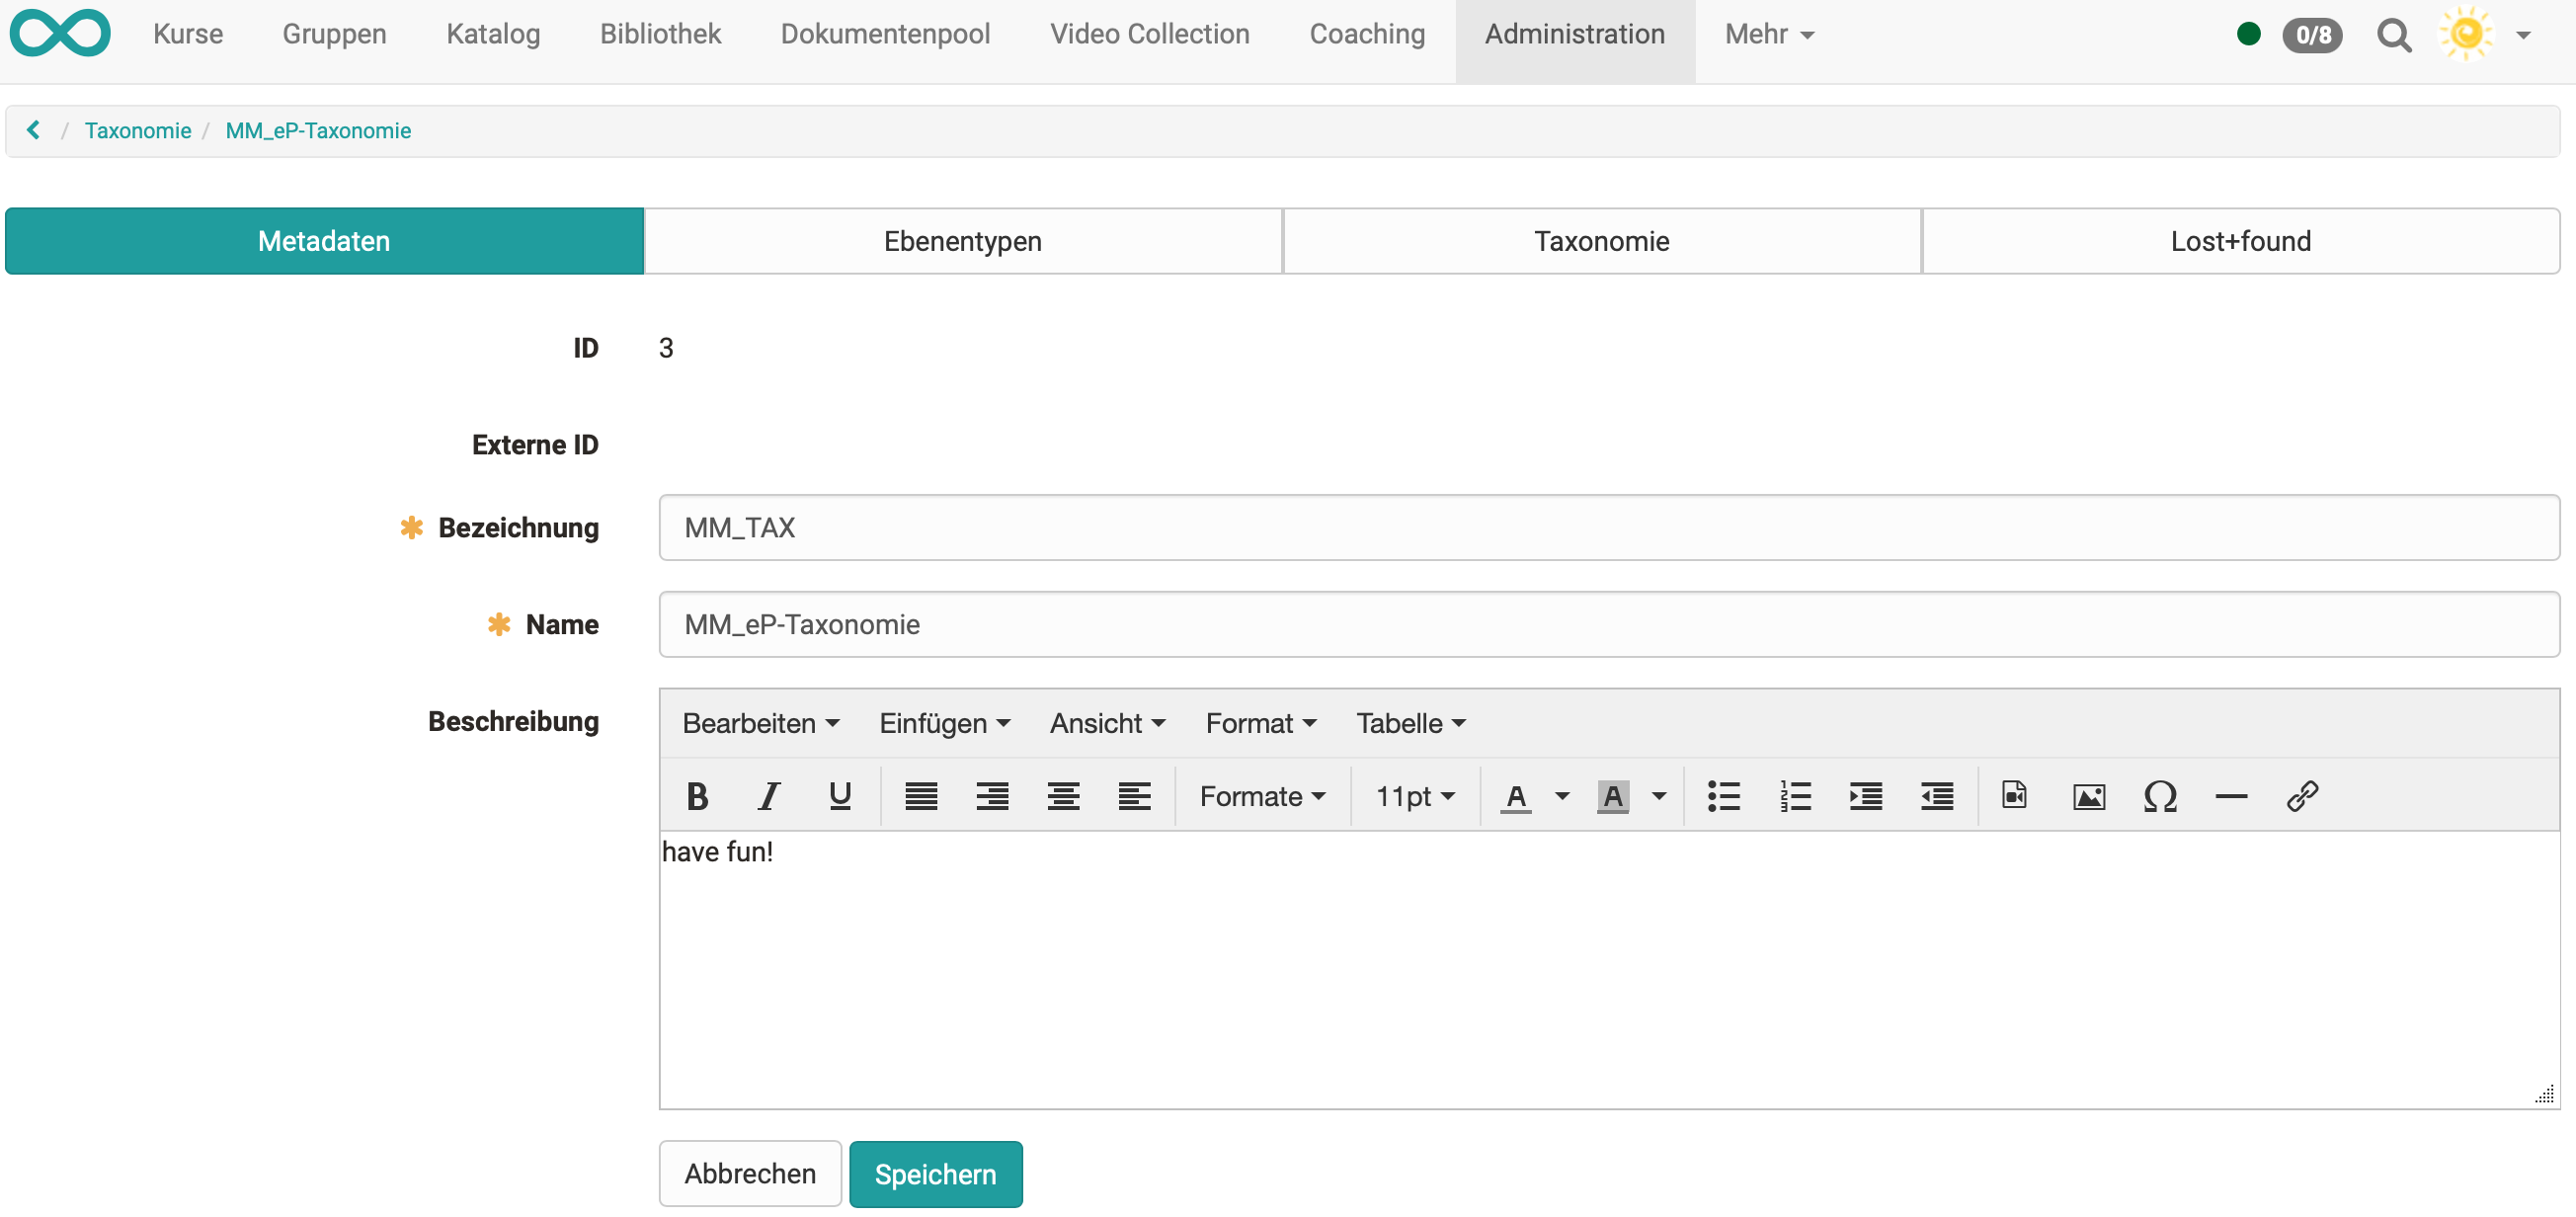 Kurse Gruppen Katalog Bibliothek Dokumentenpool Video Collection Coaching Administration Mehr 0/8
/ Taxonomie / MM_eP-Taxonomie
Metadaten Ebenentypen Taxonomie Lost+found
ID 3
Externe ID
Bezeichnung MM_TAX
Name MM_eP-Taxonomie
Beschreibung Bearbeiten Einfügen Ansicht Format Tabelle
B I U Formate 11pt A A Ω
have fun!
Abbrechen Speichern